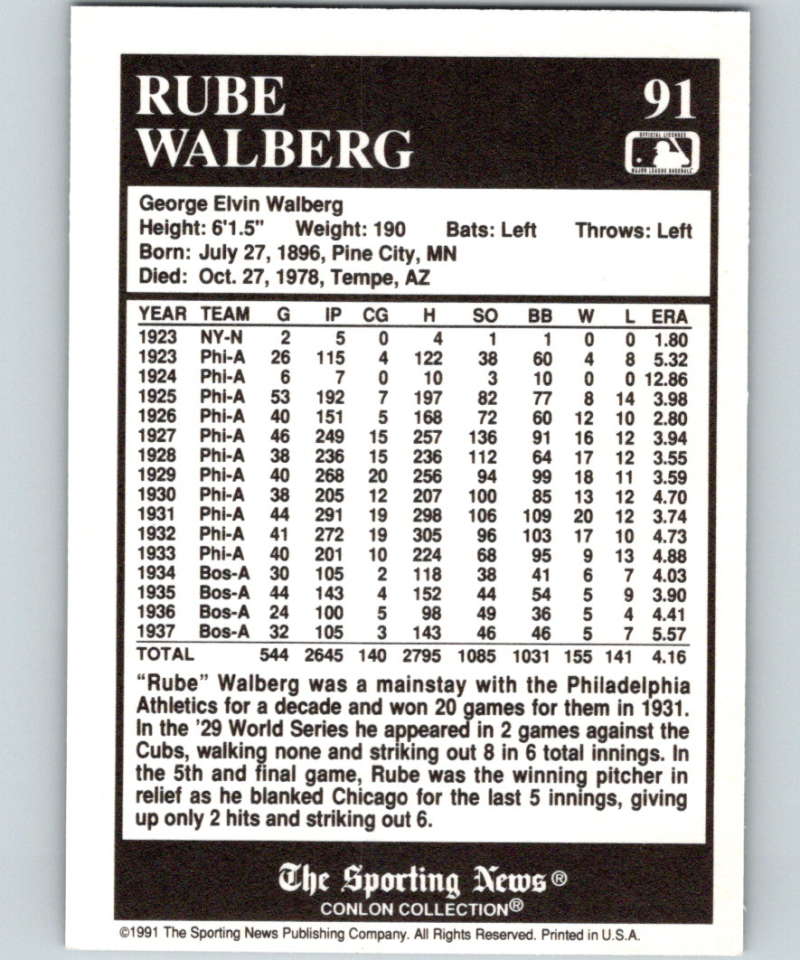 RUBE
WALBERG
91
OFFICIAL LICENSEE
MAJOR LEAGUE BASEBALL
George Elvin Walberg
Height: 6'1.5" Weight: 190 Bats: Left Throws: Left
Born: July 27, 1896, Pine City, MN
Died: Oct. 27, 1978, Tempe, AZ
YEAR TEAM G IP CG H SO BB W L ERA
1923 NY-N 2 5 0 4 1 1 0 0 1.80
1923 Phi-A 26 115 4 122 38 60 4 8 5.32
1924 Phi-A 6 7 0 10 3 10 0 0 12.86
1925 Phi-A 53 192 7 197 82 77 8 14 3.98
1926 Phi-A 40 151 5 168 72 60 12 10 2.80
1927 Phi-A 46 249 15 257 136 91 16 12 3.94
1928 Phi-A 38 236 15 236 112 64 17 12 3.55
1929 Phi-A 40 268 20 256 94 99 18 11 3.59
1930 Phi-A 38 205 12 207 100 85 13 12 4.70
1931 Phi-A 44 291 19 298 106 109 20 12 3.74
1932 Phi-A 41 272 19 305 96 103 17 10 4.73
1933 Phi-A 40 201 10 224 68 95 9 13 4.88
1934 Bos-A 30 105 2 118 38 41 6 7 4.03
1935 Bos-A 44 143 4 152 44 54 5 9 3.90
1936 Bos-A 24 100 5 98 49 36 5 4 4.41
1937 Bos-A 32 105 3 143 46 46 5 7 5.57
TOTAL 544 2645 140 2795 1085 1031 155 141 4.16
"Rube" Walberg was a mainstay with the Philadelphia
Athletics for a decade and won 20 games for them in 1931.
In the '29 World Series he appeared in 2 games against the
Cubs, walking none and striking out 8 in 6 total innings. In
the 5th and final game, Rube was the winning pitcher in
relief as he blanked Chicago for the last 5 innings, giving
up only 2 hits and striking out 6.
The Sporting News®
CONLON COLLECTION®
©1991 The Sporting News Publishing Company. All Rights Reserved. Printed in U.S.A.